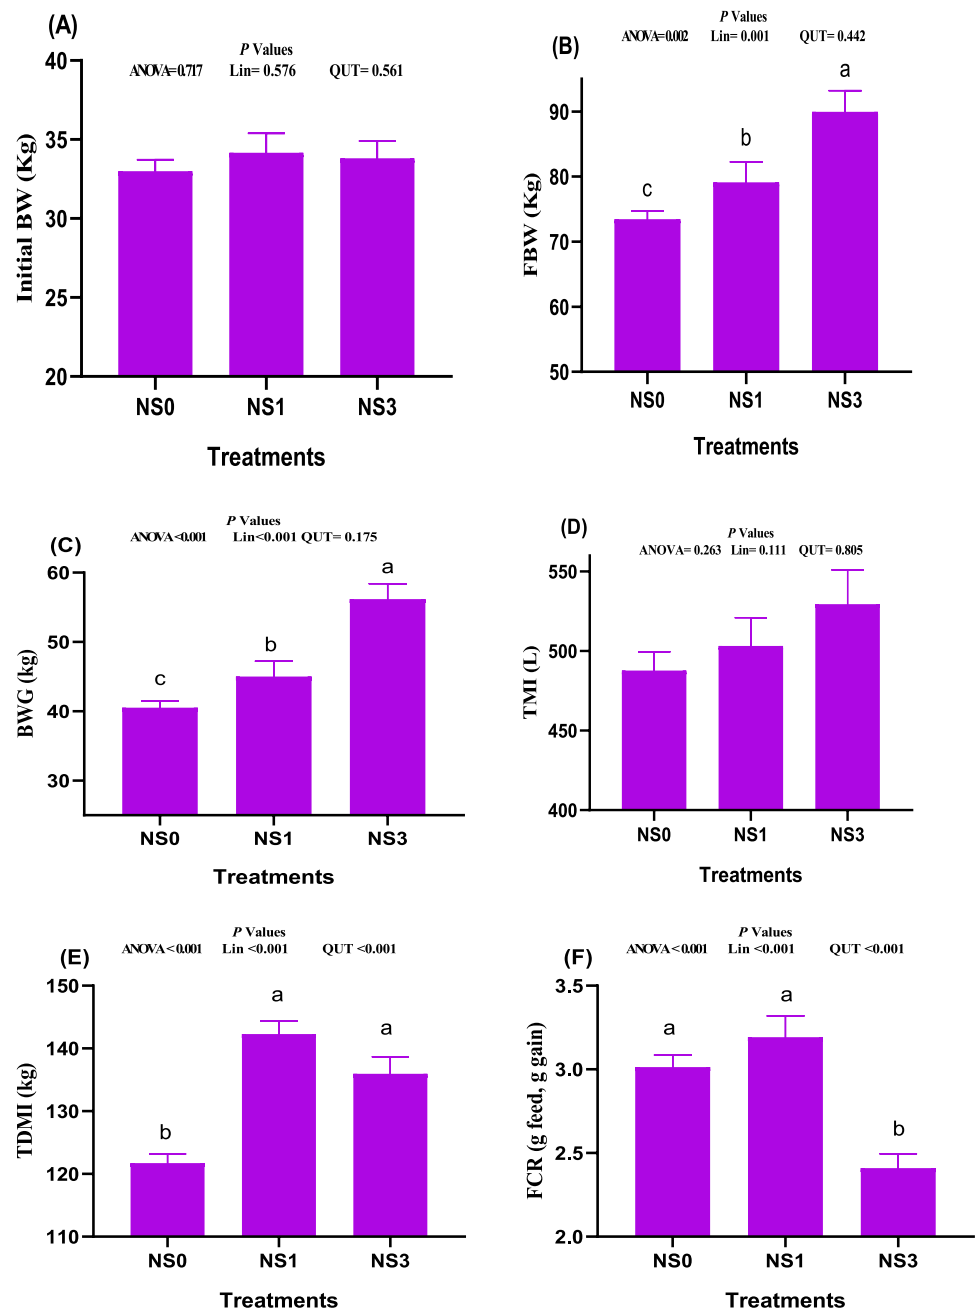 (A)
P Values
ANOVA=0.717 Lin= 0.576 QUT= 0.561
Initial BW (Kg)
40
35
30
25
20
NS0 NS1 NS3
Treatments
P Values
(B)
ANOVA=0.002 Lin= 0.001 QUT= 0.442
FBW (Kg)
90
80
70
60
50
c
b
a
NS0 NS1 NS3
Treatments
P Values
(C)
ANOVA <0.001 Lin<0.001 QUT= 0.175
BWG (kg)
60
50
40
30
c
b
a
NS0 NS1 NS3
Treatments
(D)
P Values
ANOVA= 0.263 Lin= 0.111 QUT= 0.805
TMI (L)
550
500
450
400
NS0 NS1 NS3
Treatments
P Values
(E)
ANOVA < 0.001 Lin <0.001 QUT <0.001
TDMI (kg)
150
140
130
120
110
b
a
a
NS0 NS1 NS3
Treatments
P Values
(F)
ANOVA < 0.001 Lin <0.001 QUT <0.001
FCR (g feed, g gain)
3.5
3.0
2.5
2.0
a
a
b
NS0 NS1 NS3
Treatments